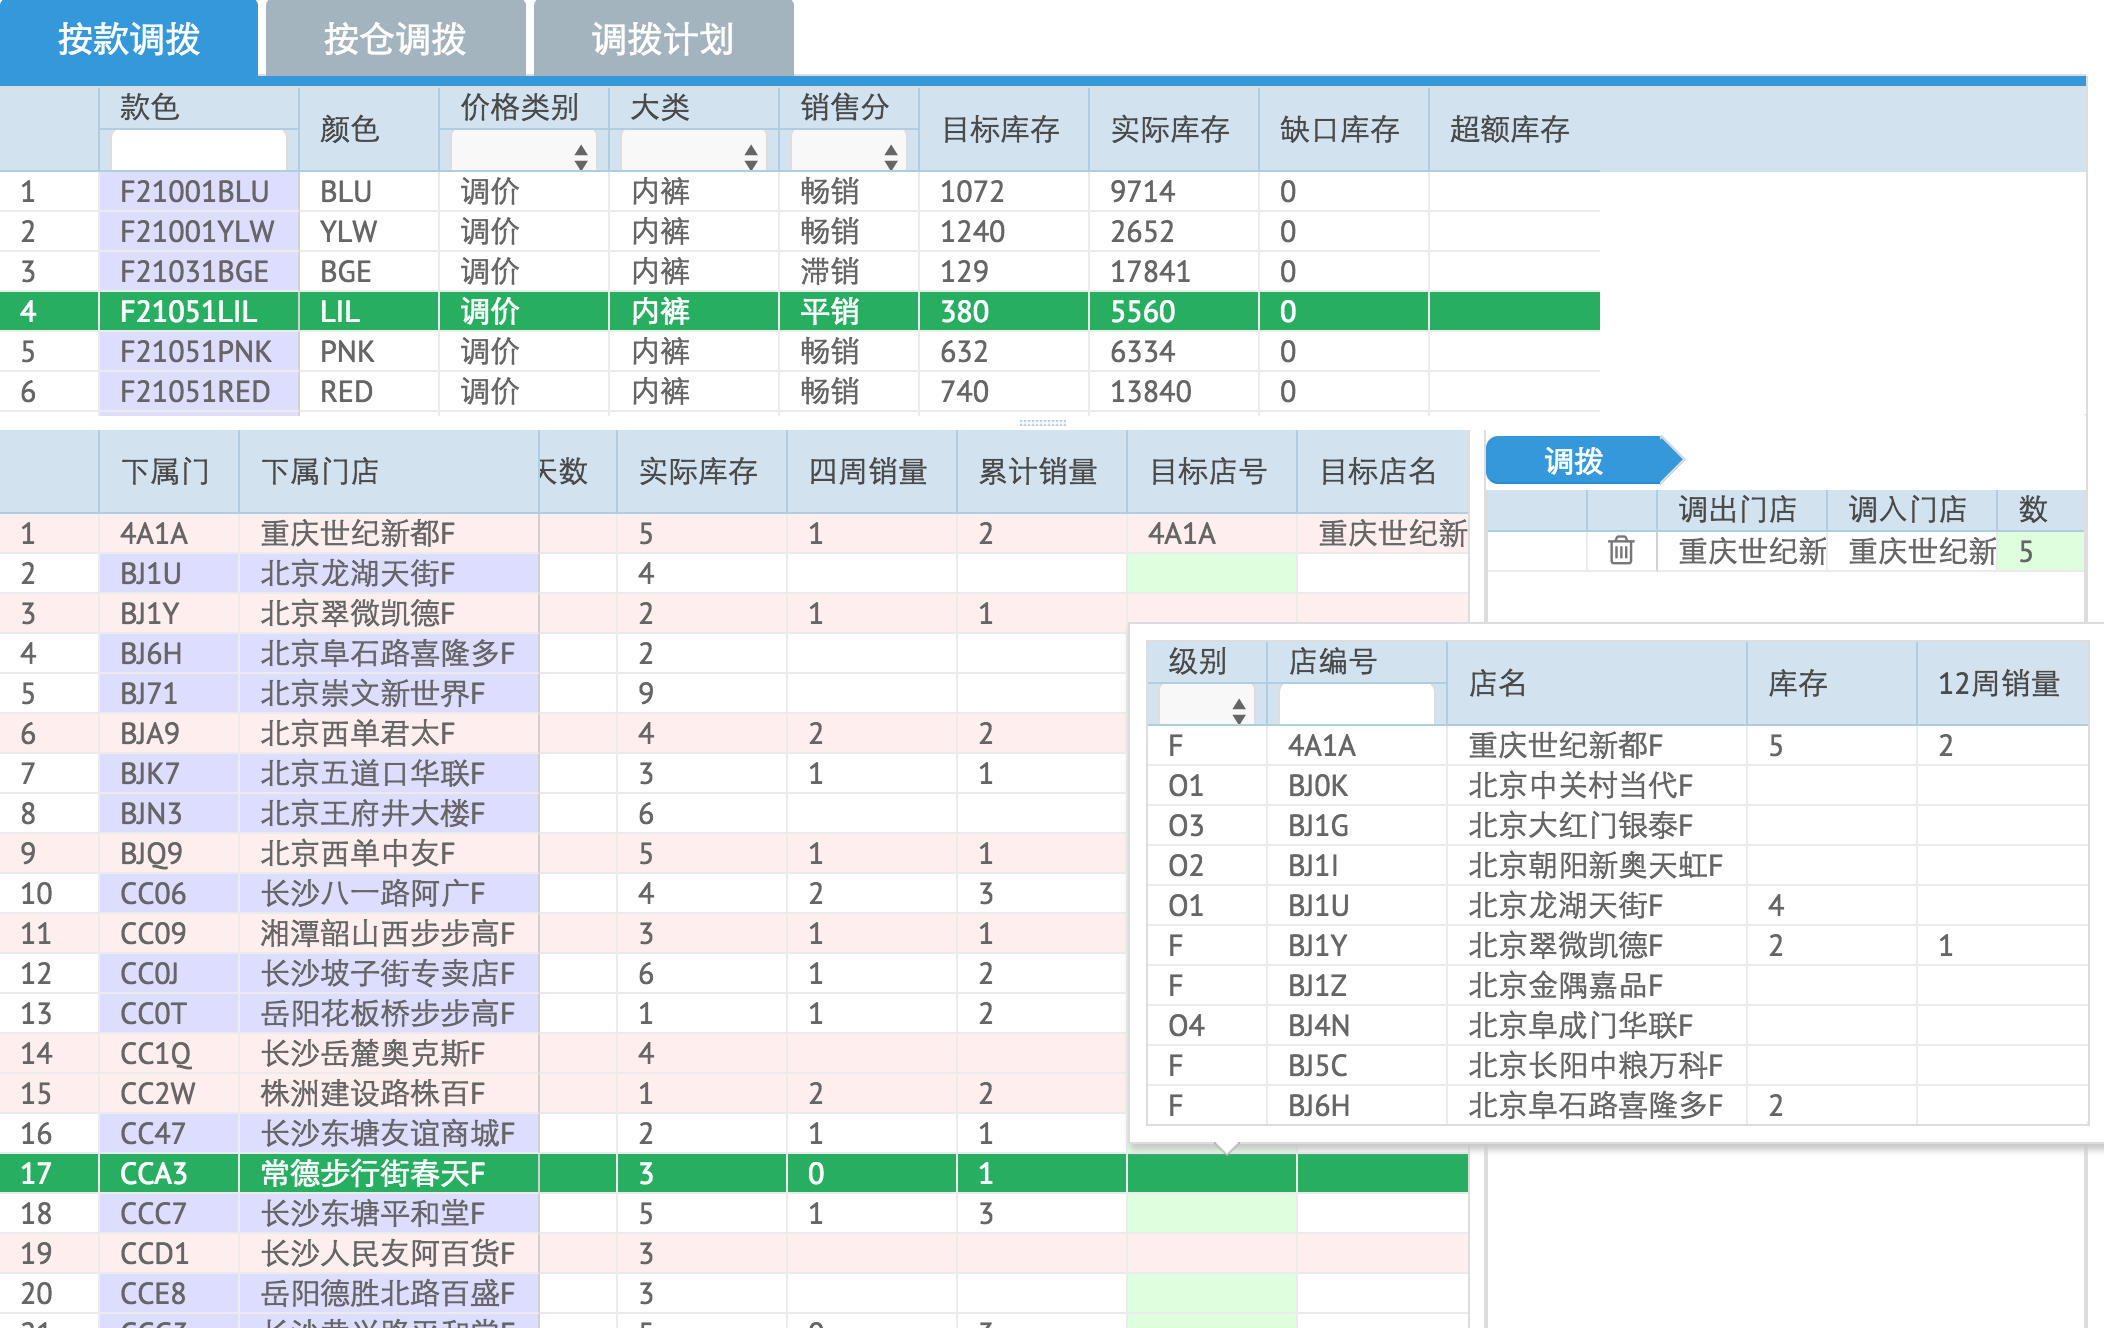 按款调拨 按仓调拨 调拨计划
款色 颜色 价格类别 大类 销售分 目标库存 实际库存 缺口库存 超额库存
1 F21001BLU BLU 调价 内裤 畅销 1072 9714 0
2 F21001YLW YLW 调价 内裤 畅销 1240 2652 0
3 F21031BGE BGE 调价 内裤 滞销 129 17841 0
4 F21051LIL LIL 调价 内裤 平销 380 5560 0
5 F21051PNK PNK 调价 内裤 畅销 632 6334 0
6 F21051RED RED 调价 内裤 畅销 740 13840 0
下属门 下属门店 天数 实际库存 四周销量 累计销量 目标店号 目标店名
1 4A1A 重庆世纪新都F 5 1 2 4A1A 重庆世纪新
2 BJ1U 北京龙湖天街F 4
3 BJ1Y 北京翠微凯德F 2 1 1
4 BJ6H 北京阜石路喜隆多F 2
5 BJ71 北京崇文新世界F 9
6 BJA9 北京西单君太F 4 2 2
7 BJK7 北京五道口华联F 3 1 1
8 BJN3 北京王府井大楼F 6
9 BJQ9 北京西单中友F 5 1 1
10 CC06 长沙八一路阿广F 4 2 3
11 CC09 湘潭韶山西步步高F 3 1 1
12 CC0J 长沙坡子街专卖店F 6 1 2
13 CC0T 岳阳花板桥步步高F 1 1 2
14 CC1Q 长沙岳麓奥克斯F 4
15 CC2W 株洲建设路株百F 1 2 2
16 CC47 长沙东塘友谊商城F 2 1 1
17 CCA3 常德步行街春天F 3 0 1
18 CCC7 长沙东塘平和堂F 5 1 3
19 CCD1 长沙人民友阿百货F 3
20 CCE8 岳阳德胜北路百盛F 3
调拨
调出门店 调入门店 数
重庆世纪新 重庆世纪新 5
级别 店编号 店名 库存 12周销量
F 4A1A 重庆世纪新都F 5 2
O1 BJ0K 北京中关村当代F
O3 BJ1G 北京大红门银泰F
O2 BJ1I 北京朝阳新奥天虹F
O1 BJ1U 北京龙湖天街F 4
F BJ1Y 北京翠微凯德F 2 1
F BJ1Z 北京金隅嘉品F
O4 BJ4N 北京阜成门华联F
F BJ5C 北京长阳中粮万科F
F BJ6H 北京阜石路喜隆多F 2